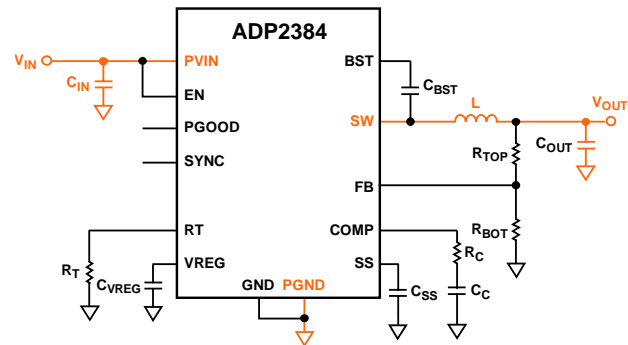 ADP2384
VIN
CIN
PVIN
EN
PGOOD
SYNC
RT
VREG
GND
PGND
BST
SW
FB
COMP
SS
CBST
L
VOUT
COUT
RTOP
RBOT
RC
CC
CSS
RT
CVREG